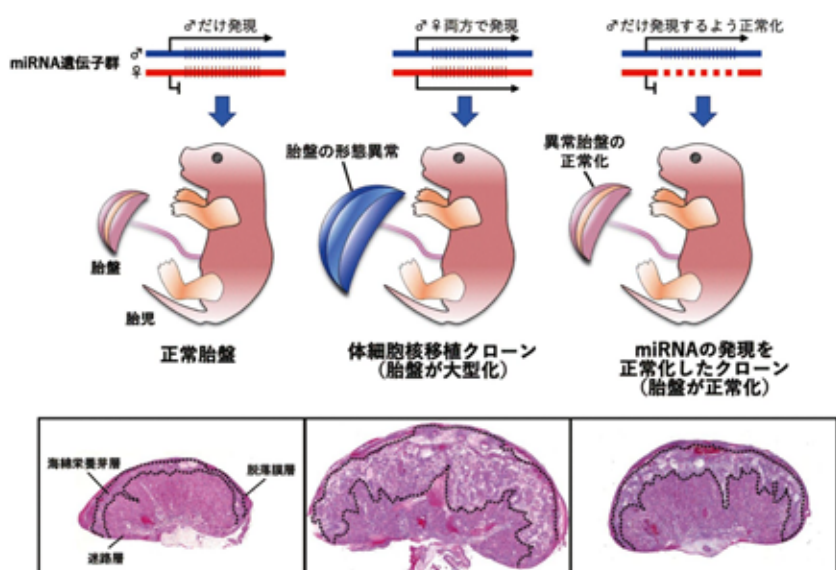 ♂だけ発現
♂♀両方で発現
♂だけ発現するよう正常化
miRNA遺伝子群
♂
♀
胎盤の形態異常
異常胎盤の
正常化
胎盤
胎児
正常胎盤
体細胞核移植クローン
（胎盤が大型化）
miRNAの発現を
正常化したクローン
（胎盤が正常化）
海綿栄養芽層
脱落膜層
迷路層